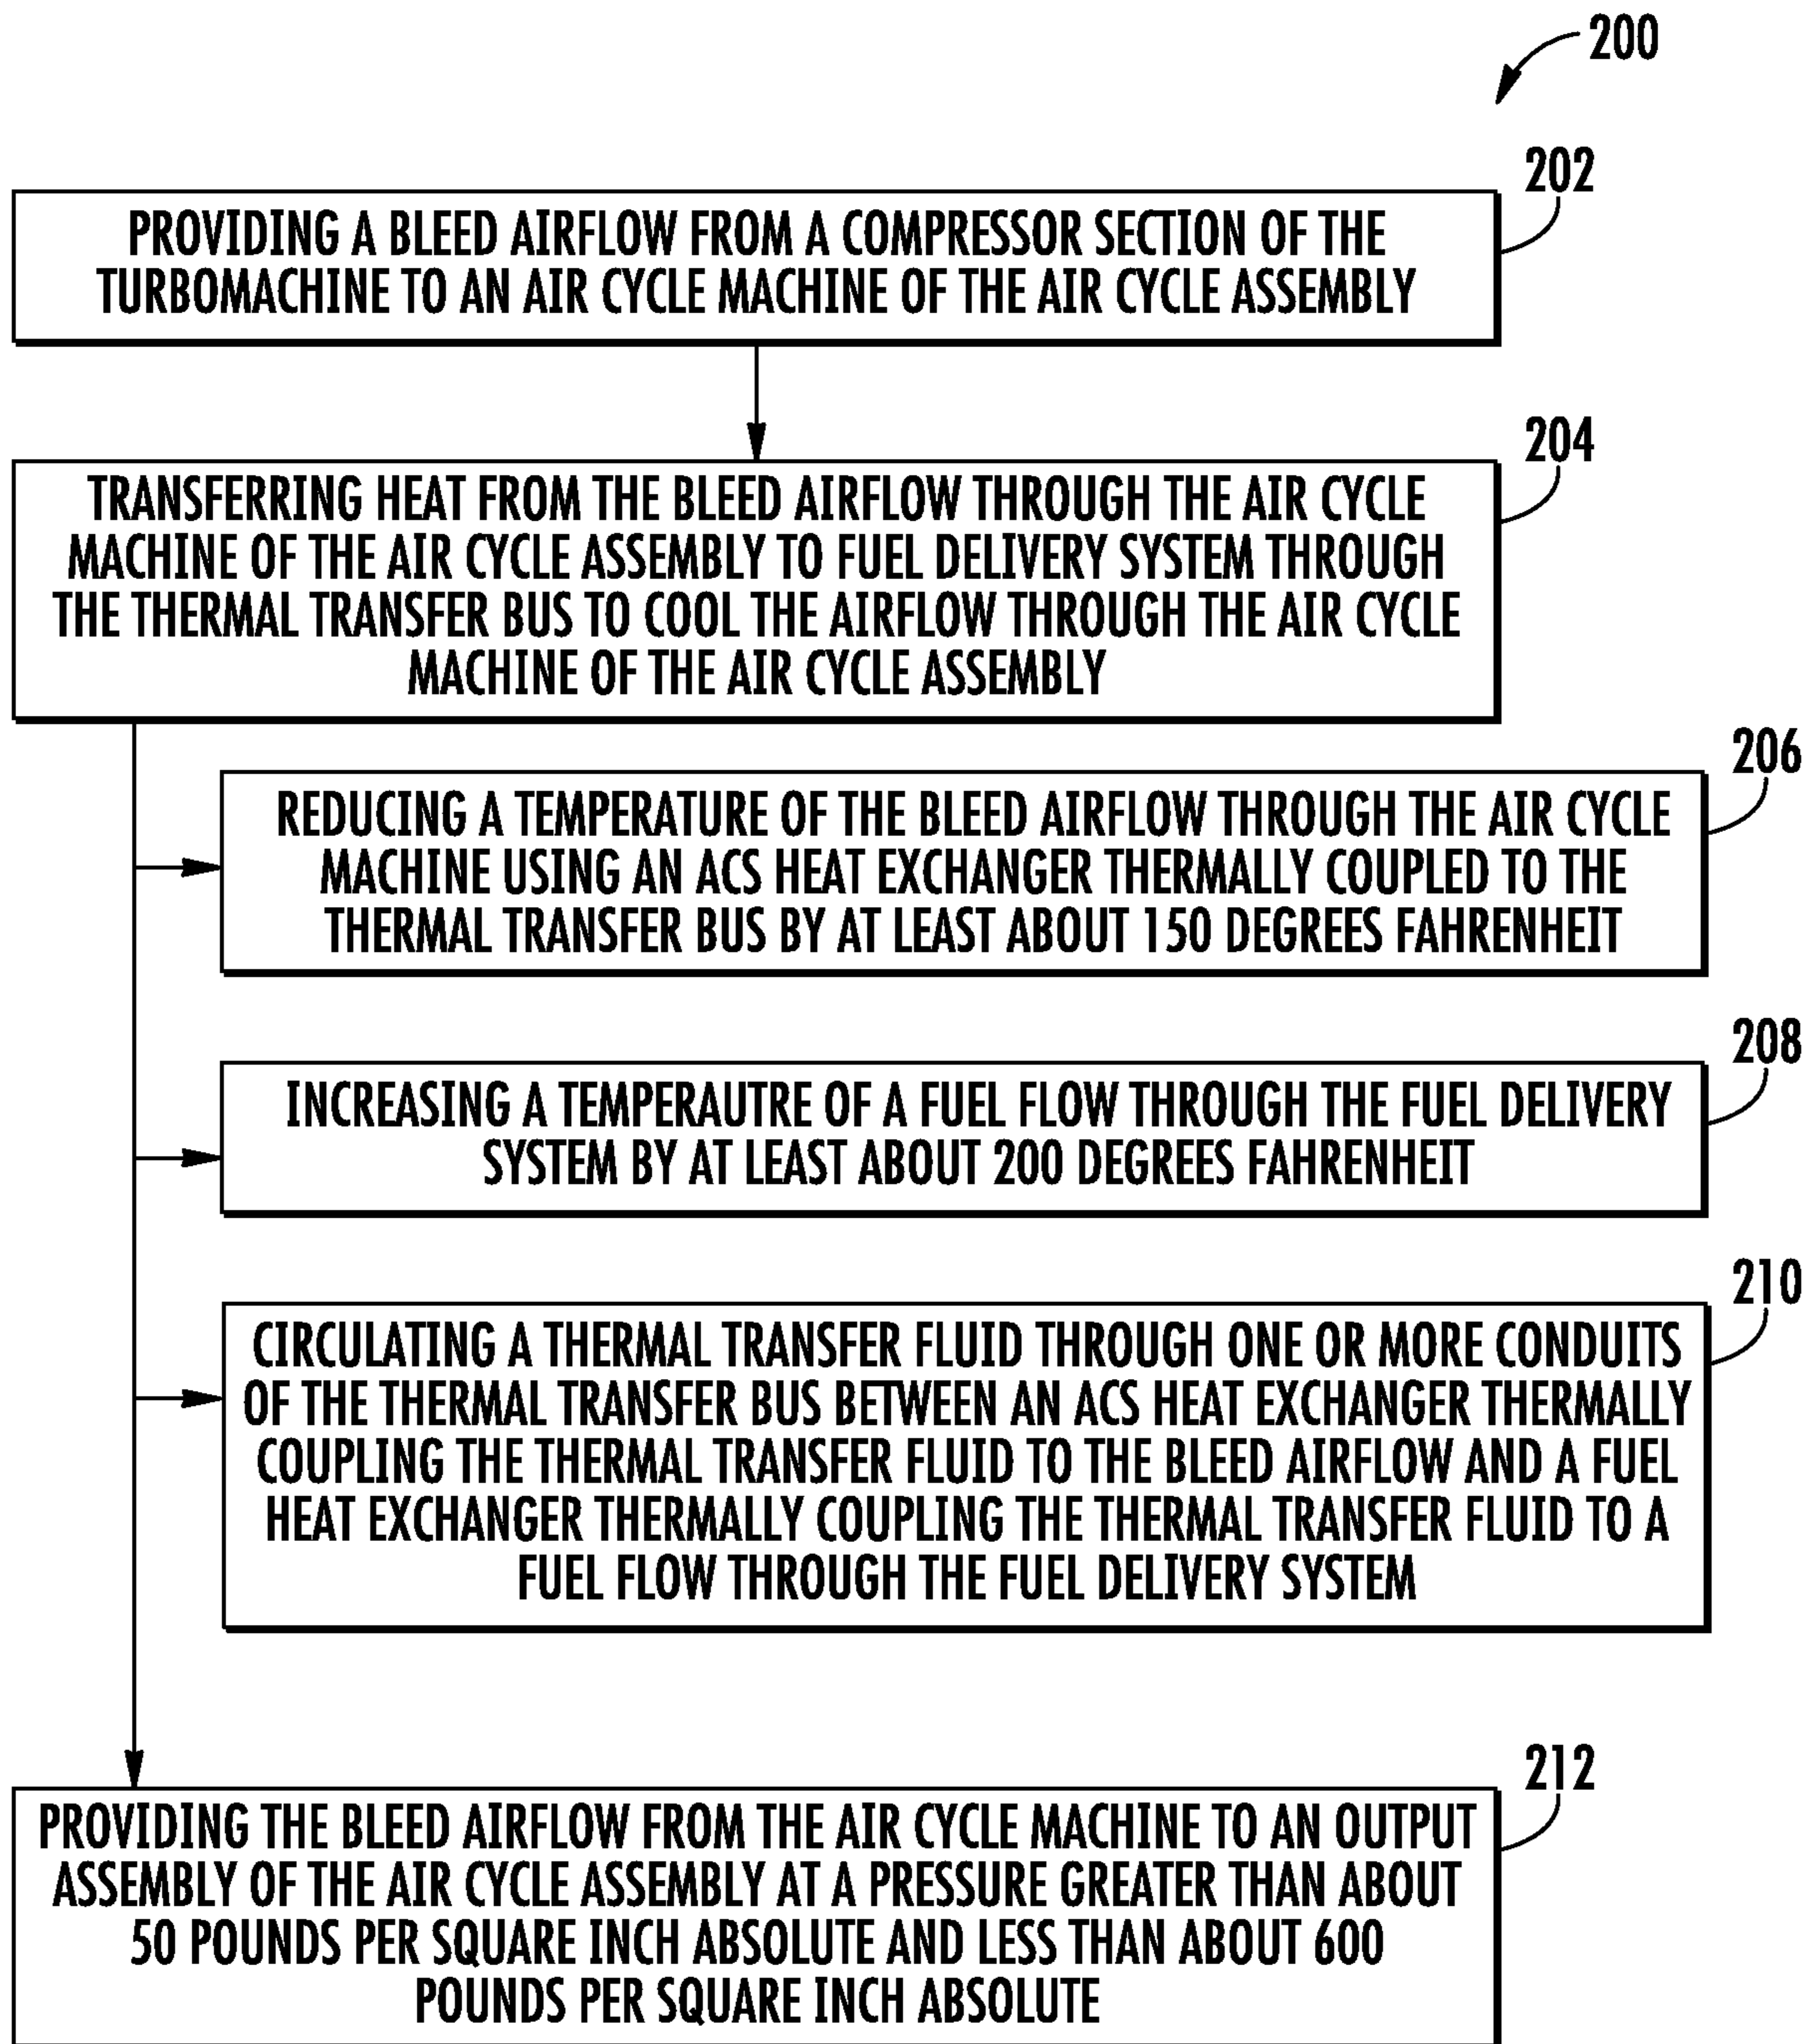 200
202
PROVIDING A BLEED AIRFLOW FROM A COMPRESSOR SECTION OF THE
TURBOMACHINE TO AN AIR CYCLE MACHINE OF THE AIR CYCLE ASSEMBLY
204
TRANSFERRING HEAT FROM THE BLEED AIRFLOW THROUGH THE AIR CYCLE
MACHINE OF THE AIR CYCLE ASSEMBLY TO FUEL DELIVERY SYSTEM THROUGH
THE THERMAL TRANSFER BUS TO COOL THE AIRFLOW THROUGH THE AIR CYCLE
MACHINE OF THE AIR CYCLE ASSEMBLY
206
REDUCING A TEMPERATURE OF THE BLEED AIRFLOW THROUGH THE AIR CYCLE
MACHINE USING AN ACS HEAT EXCHANGER THERMALLY COUPLED TO THE
THERMAL TRANSFER BUS BY AT LEAST ABOUT 150 DEGREES FAHRENHEIT
208
INCREASING A TEMPERAUTRE OF A FUEL FLOW THROUGH THE FUEL DELIVERY
SYSTEM BY AT LEAST ABOUT 200 DEGREES FAHRENHEIT
210
CIRCULATING A THERMAL TRANSFER FLUID THROUGH ONE OR MORE CONDUITS
OF THE THERMAL TRANSFER BUS BETWEEN AN ACS HEAT EXCHANGER THERMALLY
COUPLING THE THERMAL TRANSFER FLUID TO THE BLEED AIRFLOW AND A FUEL
HEAT EXCHANGER THERMALLY COUPLING THE THERMAL TRANSFER FLUID TO A
FUEL FLOW THROUGH THE FUEL DELIVERY SYSTEM
212
PROVIDING THE BLEED AIRFLOW FROM THE AIR CYCLE MACHINE TO AN OUTPUT
ASSEMBLY OF THE AIR CYCLE ASSEMBLY AT A PRESSURE GREATER THAN ABOUT
50 POUNDS PER SQUARE INCH ABSOLUTE AND LESS THAN ABOUT 600
POUNDS PER SQUARE INCH ABSOLUTE